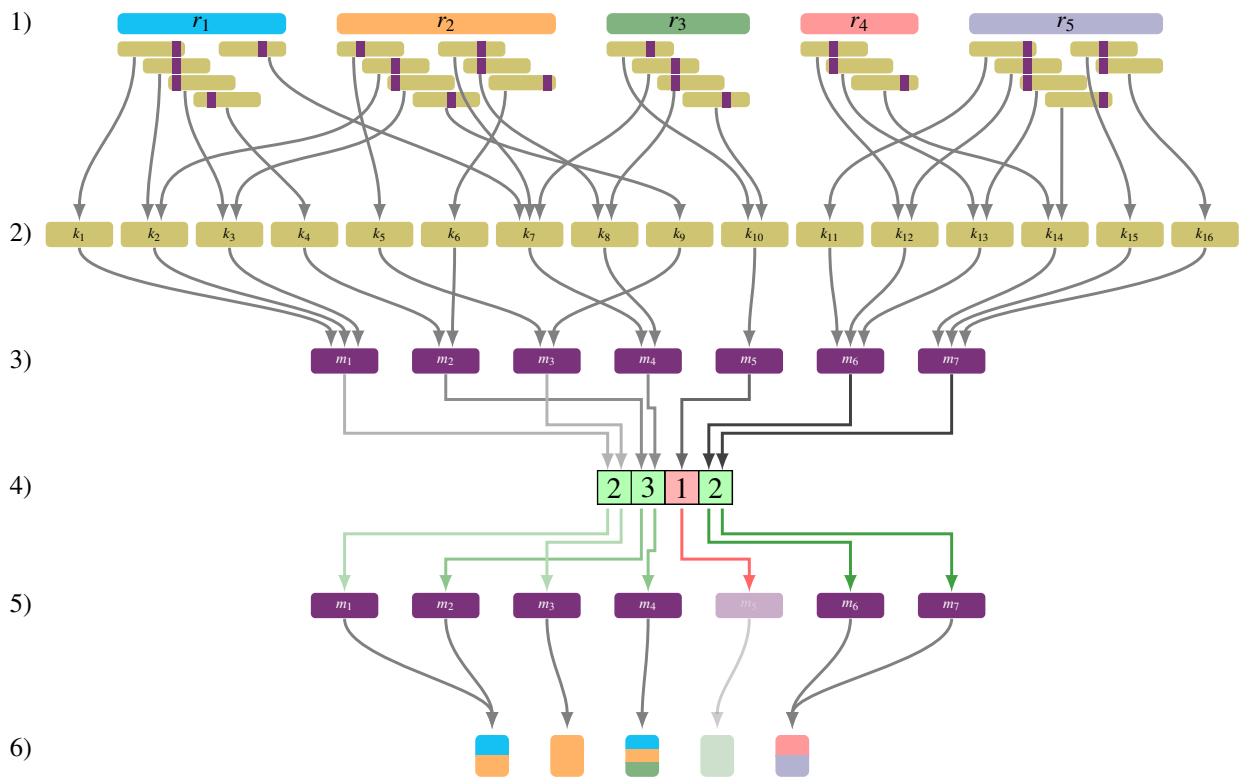 1) r1 r2 r3 r4 r5
2) k1 k2 k3 k4 k5 k6 k7 k8 k9 k10 k11 k12 k13 k14 k15 k16
3) m1 m2 m3 m4 m5 m6 m7
4) 2 3 1 2
5) m1 m2 m3 m4 m5 m6 m7
6)